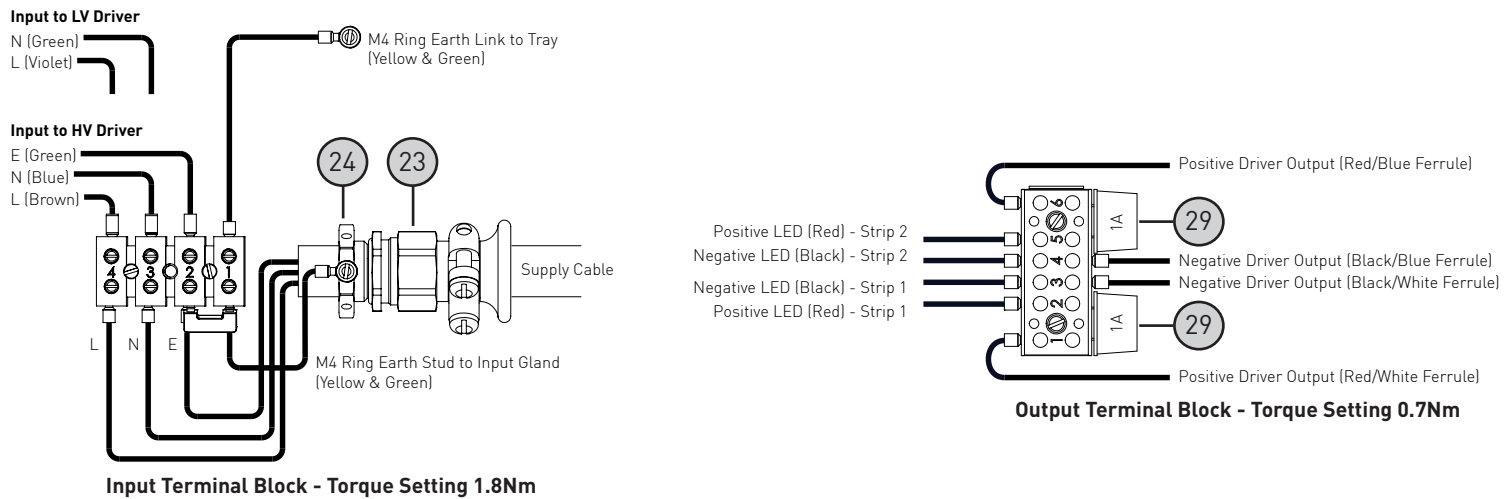 Input to LV Driver
N (Green)
L (Violet)
M4 Ring Earth Link to Tray
(Yellow & Green)
Input to HV Driver
E (Green)
N (Blue)
L (Brown)
24
23
4
3
2
1
Supply Cable
L
N
E
M4 Ring Earth Stud to Input Gland
(Yellow & Green)
Input Terminal Block - Torque Setting 1.8Nm
Positive Driver Output (Red/Blue Ferrule)
6
1A
29
Positive LED (Red) - Strip 2
5
Negative LED (Black) - Strip 2
4
Negative Driver Output (Black/Blue Ferrule)
Negative LED (Black) - Strip 1
3
Negative Driver Output (Black/White Ferrule)
Positive LED (Red) - Strip 1
2
1A
29
1
Positive Driver Output (Red/White Ferrule)
Output Terminal Block - Torque Setting 0.7Nm